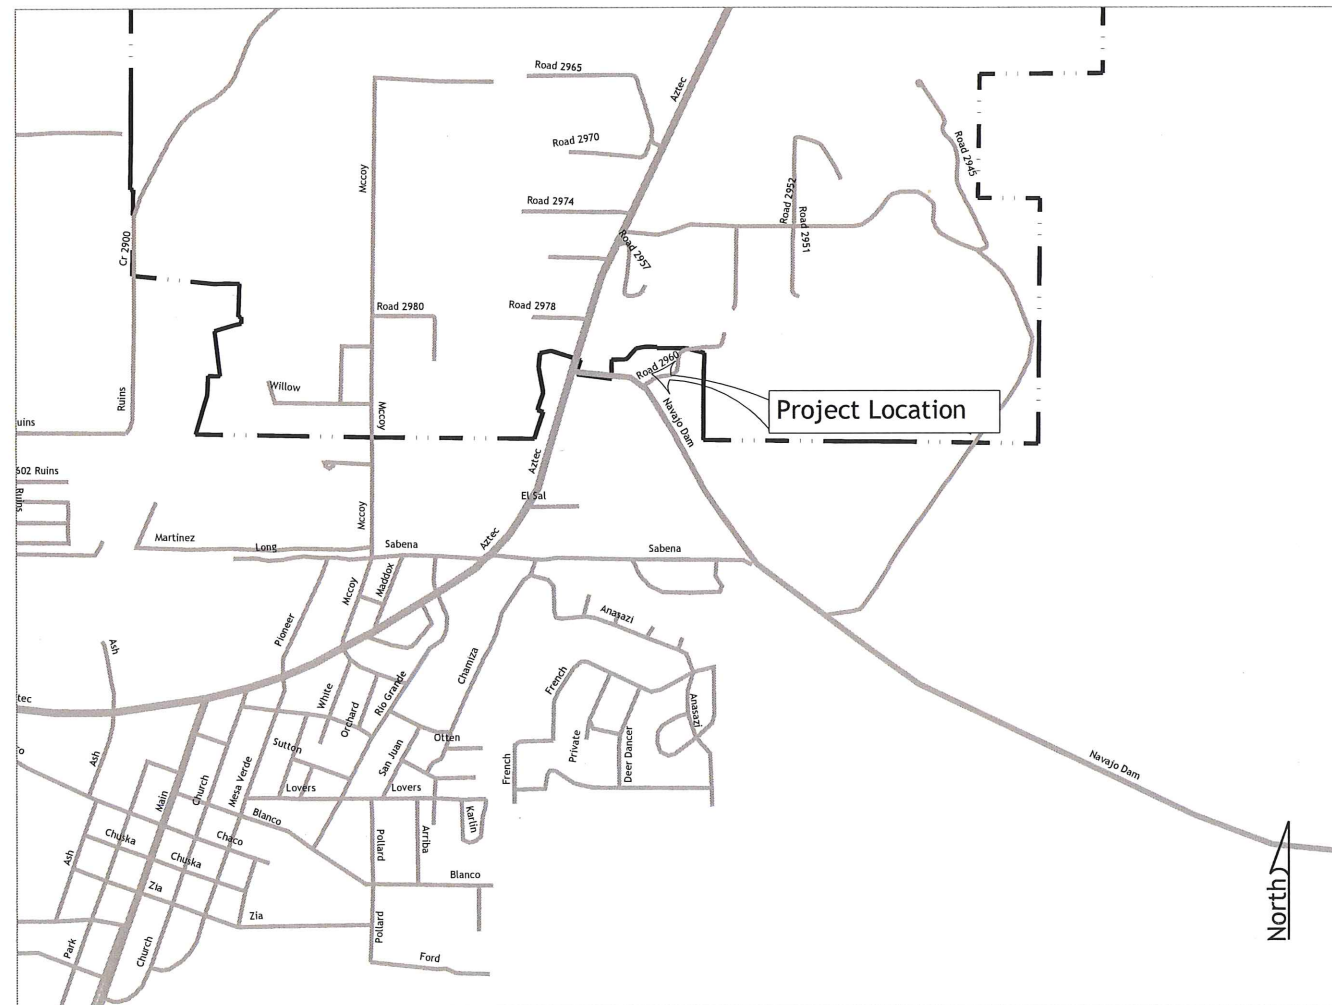 Road 2965
Aztec
Road 2970
Road 2945
Mccoy
Road 2952
Road 2974
Road 2951
Cr 2900
Road 2957
Road 2980
Road 2978
Road 2960
Willow
Ruins
Project Location
Mccoy
Navajo Dam
uins
Aztec
602 Ruins
Ruins
El Sal
Mccoy
Martinez
Long
Sabena
Aztec
Sabena
Mccoy
Maddox
Pioneer
Anasazi
Ash
Chamiza
French
White
Rio Grande
Orchard
Anasazi
tec
Sutton
San Juan
Otten
Private
Deer Dancer
Ash
Mesa Verde
Church
French
Navajo Dam
Main
Lovers
Lovers
Blanco
Karlin
Chuska
Chaco
Pollard
Arriba
Ash
Chuska
Zia
Blanco
Zia
Pollard
Park
Church
Ford
North